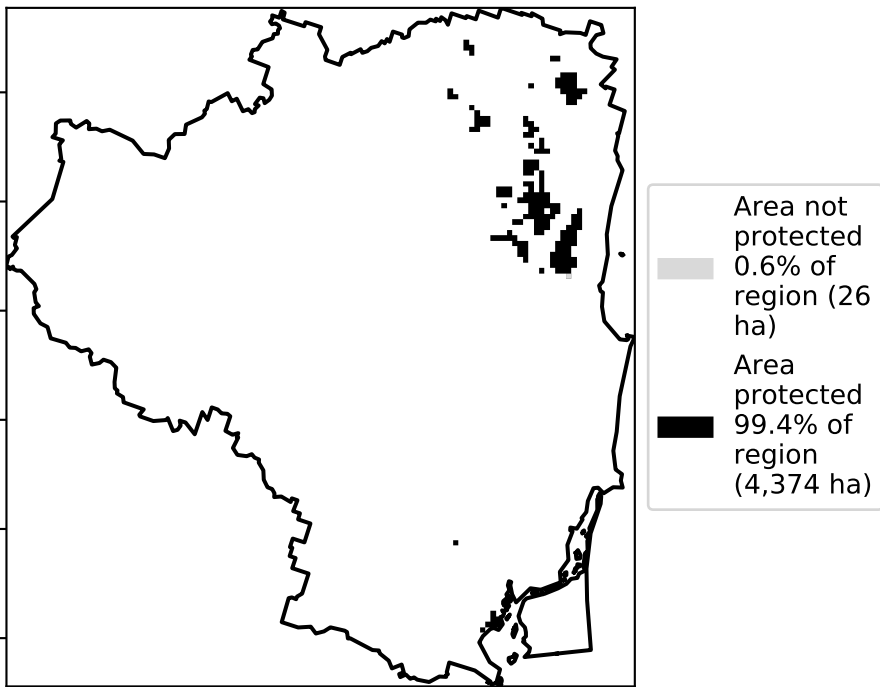 Area not
protected
0.6% of
region (26
ha)
Area
protected
99.4% of
region
(4,374 ha)